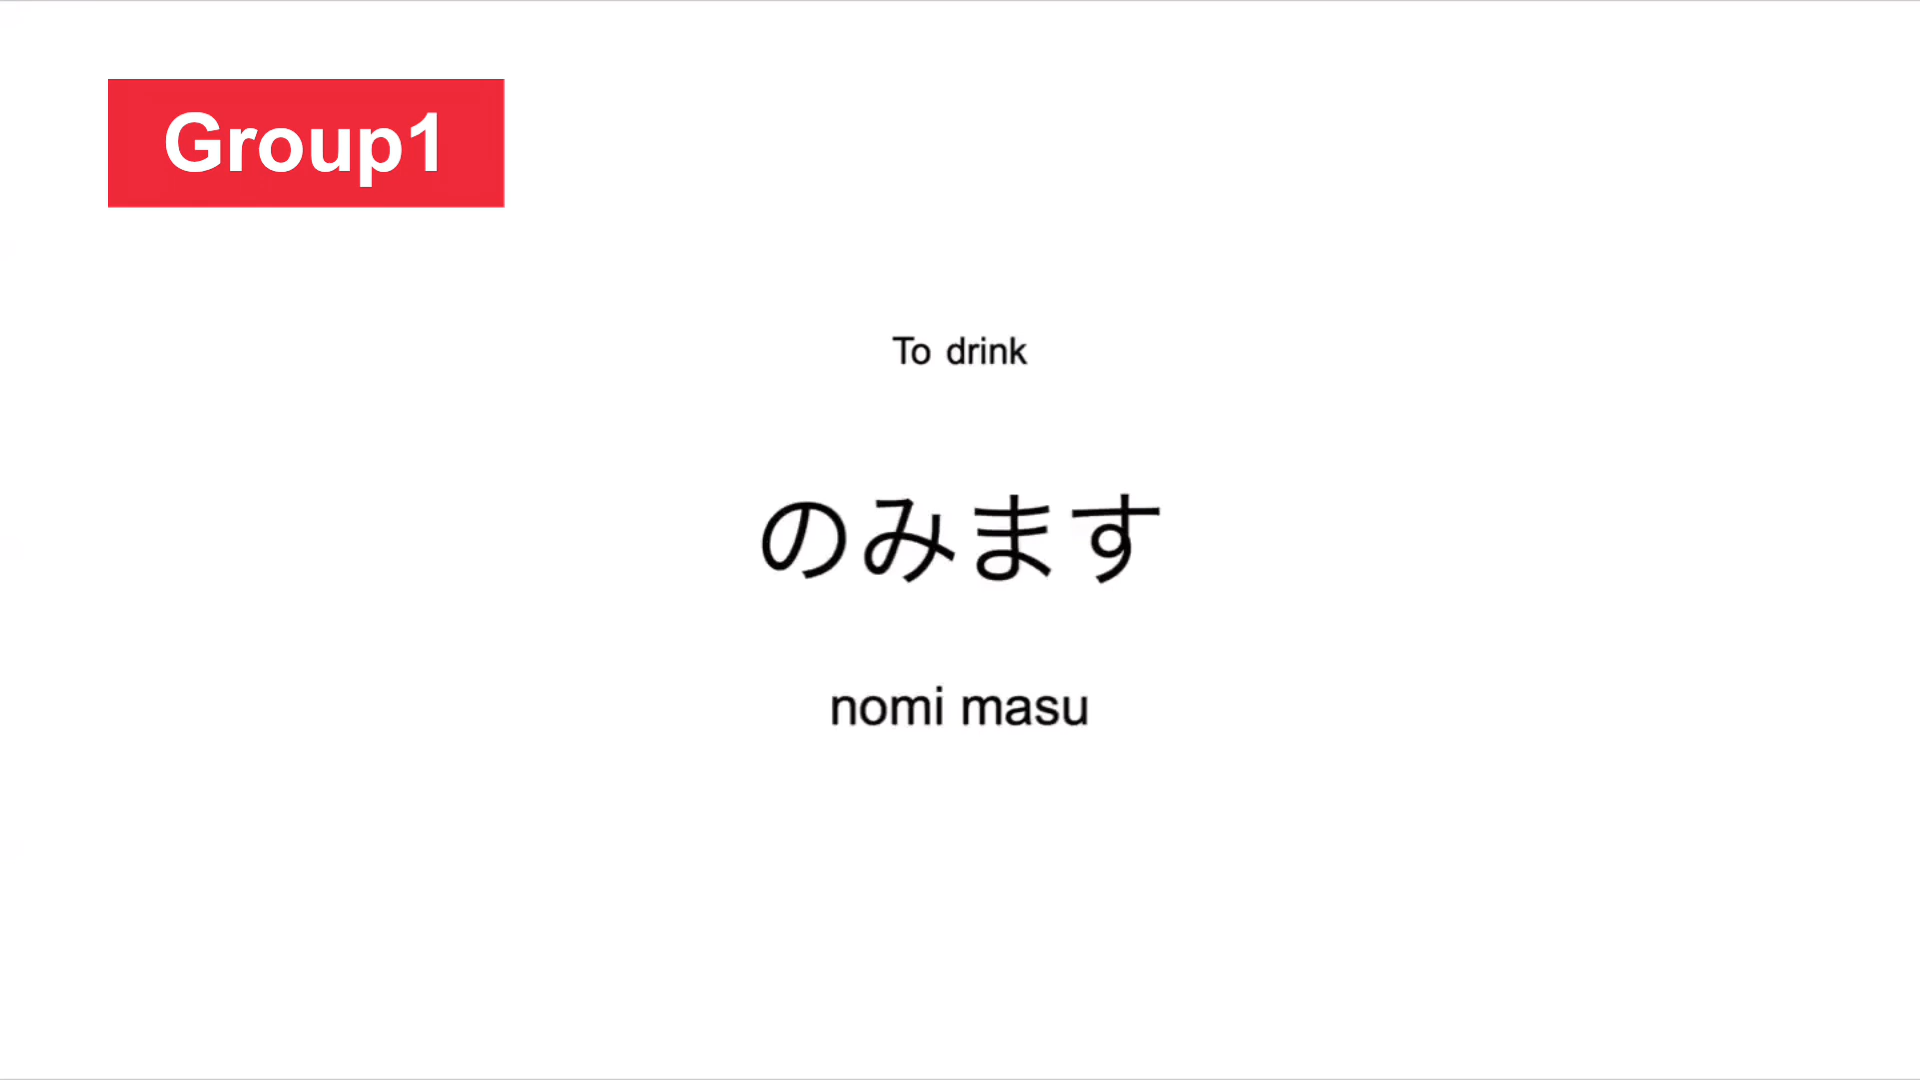 Group1
To drink
のみます
nomi masu